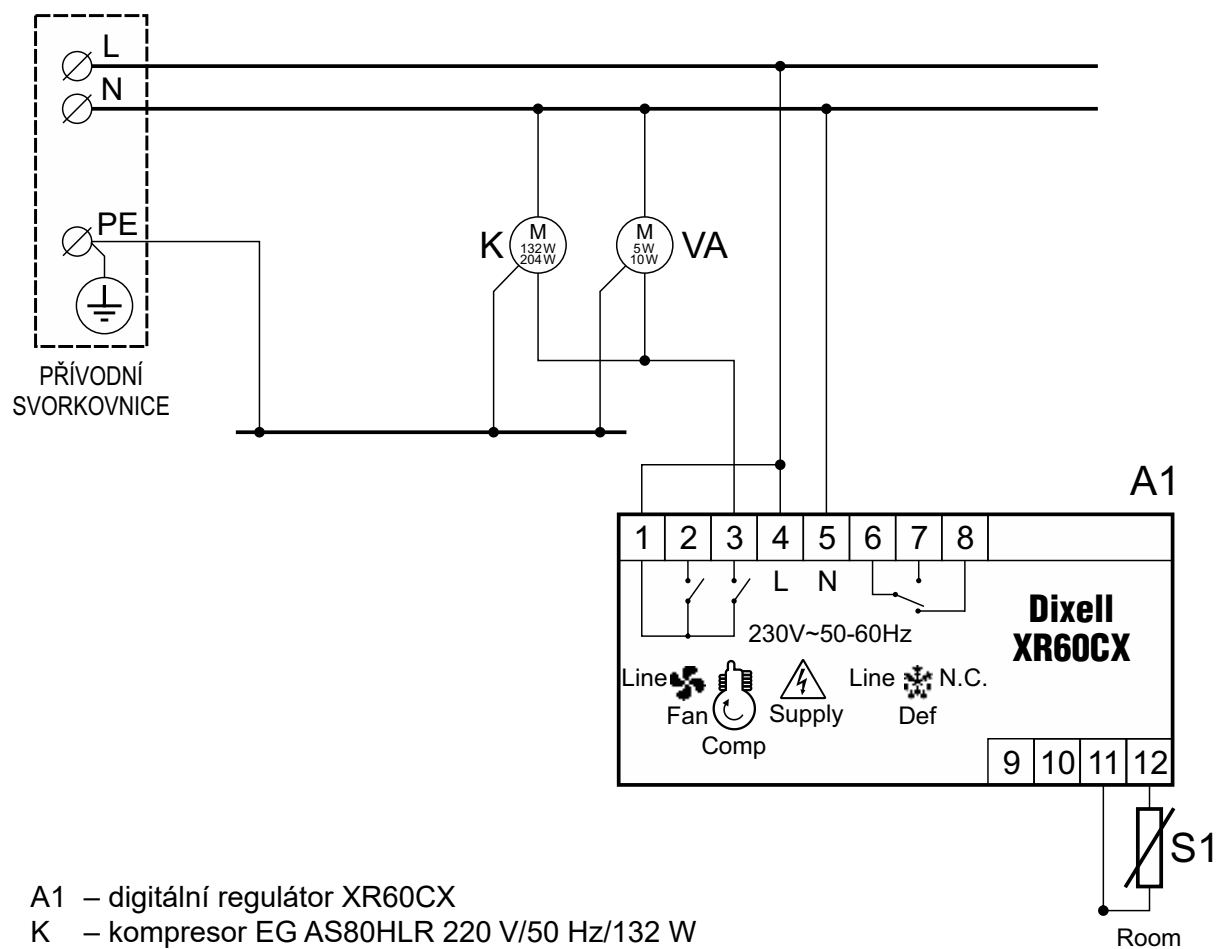 L
N
PE
PŘÍVODNÍ
SVORKOVNICE
K
M
132W
204W
M
5W
10W
VA
A1
1 2 3 4 5 6 7 8
L N
230V~50-60Hz
Dixell
XR60CX
Line Fan Comp Supply Line Def N.C.
9 10 11 12
S1
Room
A1 – digitální regulátor XR60CX
K – kompresor EG AS80HLR 220 V/50 Hz/132 W